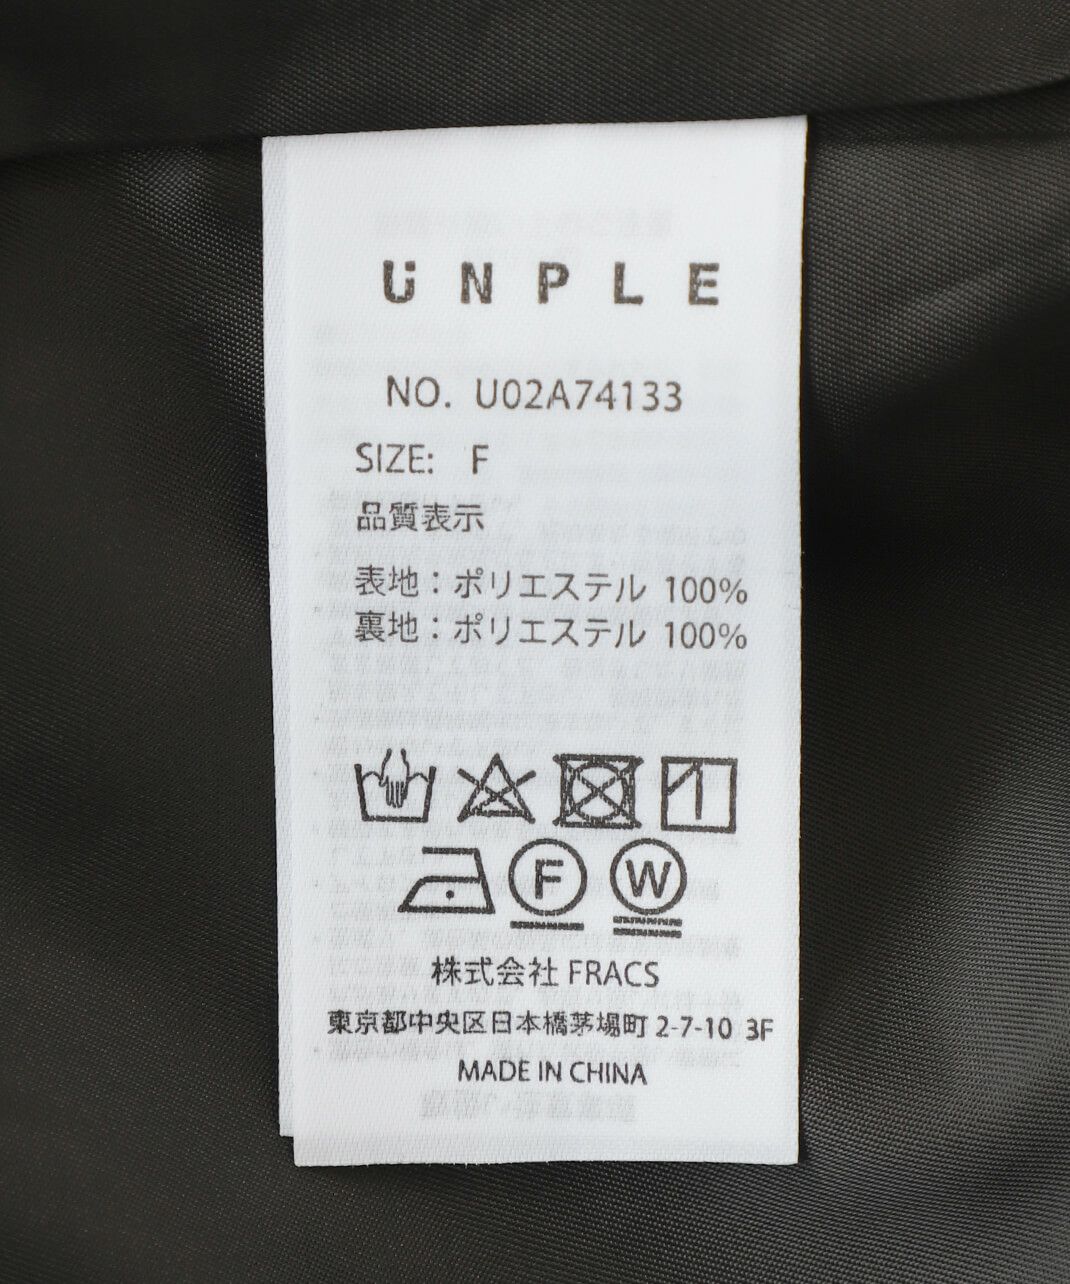 UNPLE
NO. U02A74133
SIZE: F
品質表示
表地：ポリエステル 100%
裏地：ポリエステル 100%
F W
株式会社 FRACS
東京都中央区日本橋茅場町 2-7-10 3F
MADE IN CHINA